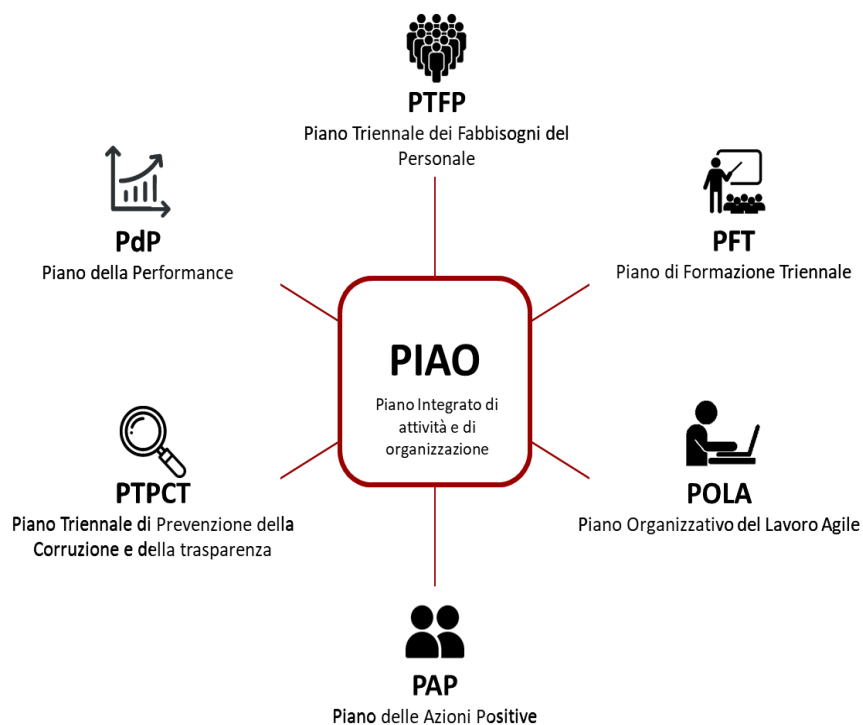 PTFP
Piano Triennale dei Fabbisogni del
Personale
PdP
Piano della Performance
PFT
Piano di Formazione Triennale
PIAO
Piano Integrato di
attività e di
organizzazione
PTPCT
Piano Triennale di Prevenzione della
Corruzione e della trasparenza
POLA
Piano Organizzativo del Lavoro Agile
PAP
Piano delle Azioni Positive